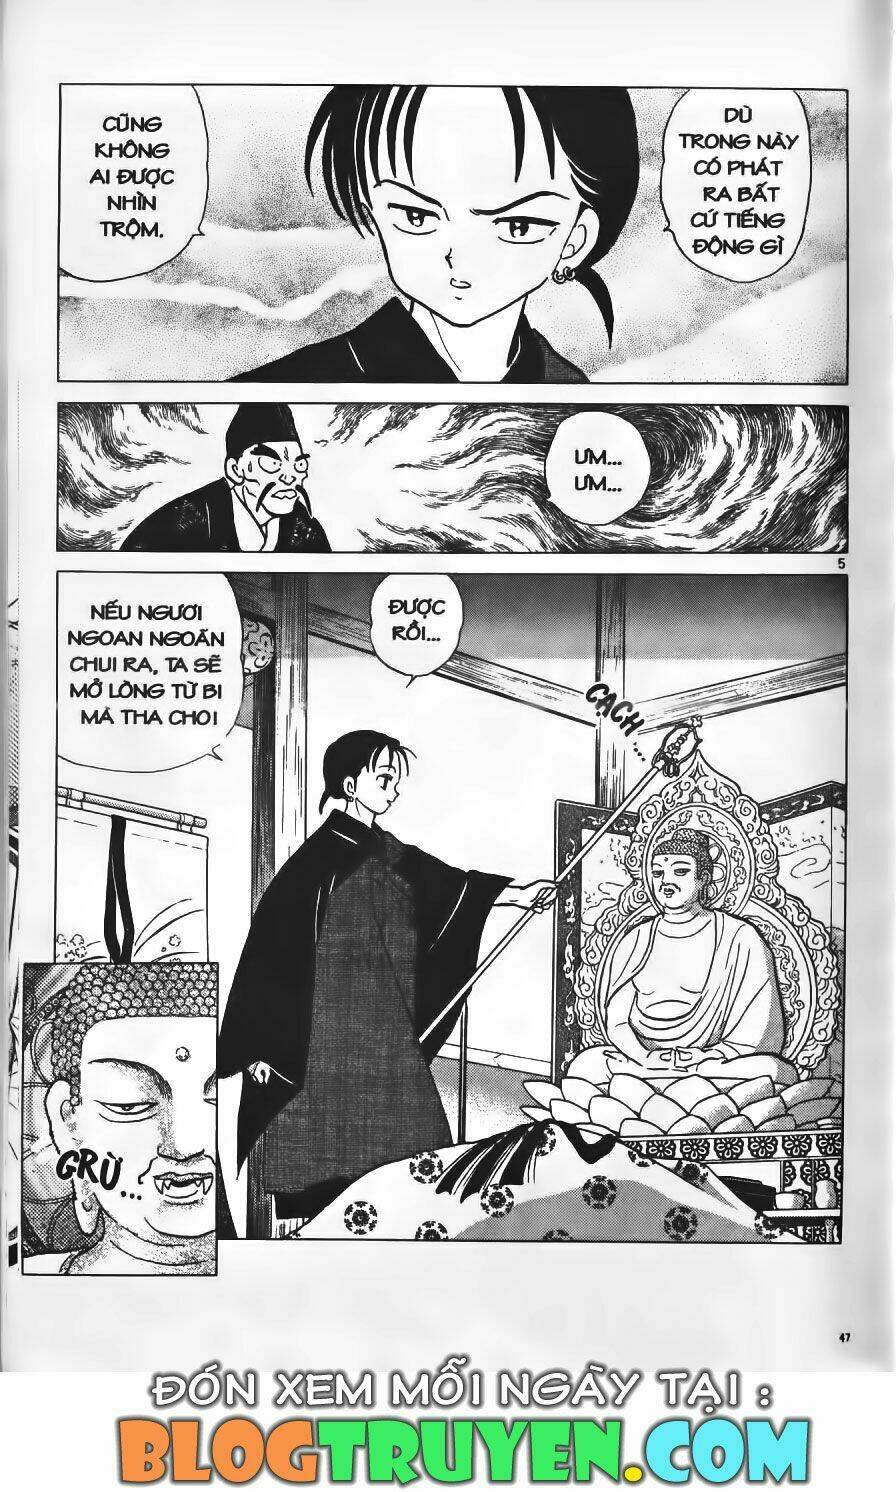 DÙ
TRONG NÀY
CÓ PHÁT
RA BẤT
CỨ TIẾNG
ĐỘNG GÌ
CŨNG
KHÔNG
AI ĐƯỢC
NHÌN
TRỘM.
ƯM...
ƯM...
5
ĐƯỢC
RỒI...
NẾU NGƯƠI
NGOAN NGOÃN
CHUI RA, TA SẼ
MỞ LÒNG TỪ BI
MÀ THA CHO!
CẠCH....
GRỪ...
47
ĐÓN XEM MỖI NGÀY TẠI :
BLOGTRUYEN.COM